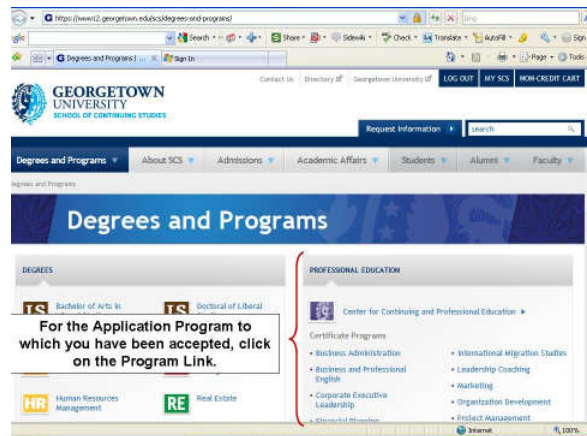 https://www12.georgetown.edu/scs/degrees-and-programs/
Search
Share
Sidewiki
Check
Translate
AutoFill
Sign
Degrees and Programs | ...
Sign In
Page
Tools
Contact Us | Directory | Georgetown University
LOG OUT
MY SCS
NON-CREDIT CART
GEORGETOWN
UNIVERSITY
SCHOOL OF CONTINUING STUDIES
Request Information
search
Degrees and Programs
About SCS
Admissions
Academic Affairs
Students
Alumni
Faculty
Degrees and Programs
Degrees and Programs
DEGREES
Bachelor of Arts in
Doctoral of Liberal
LS
LS
For the Application Program to
which you have been accepted, click
on the Program Link.
HR
Human Resources
Management
RE
Real Estate
PROFESSIONAL EDUCATION
Center for Continuing and Professional Education
Certificate Programs
• Business Administration
• Business and Professional
English
• Corporate Executive
Leadership
• Financial Planning
• International Migration Studies
• Leadership Coaching
• Marketing
• Organization Development
• Project Management
Internet
100%